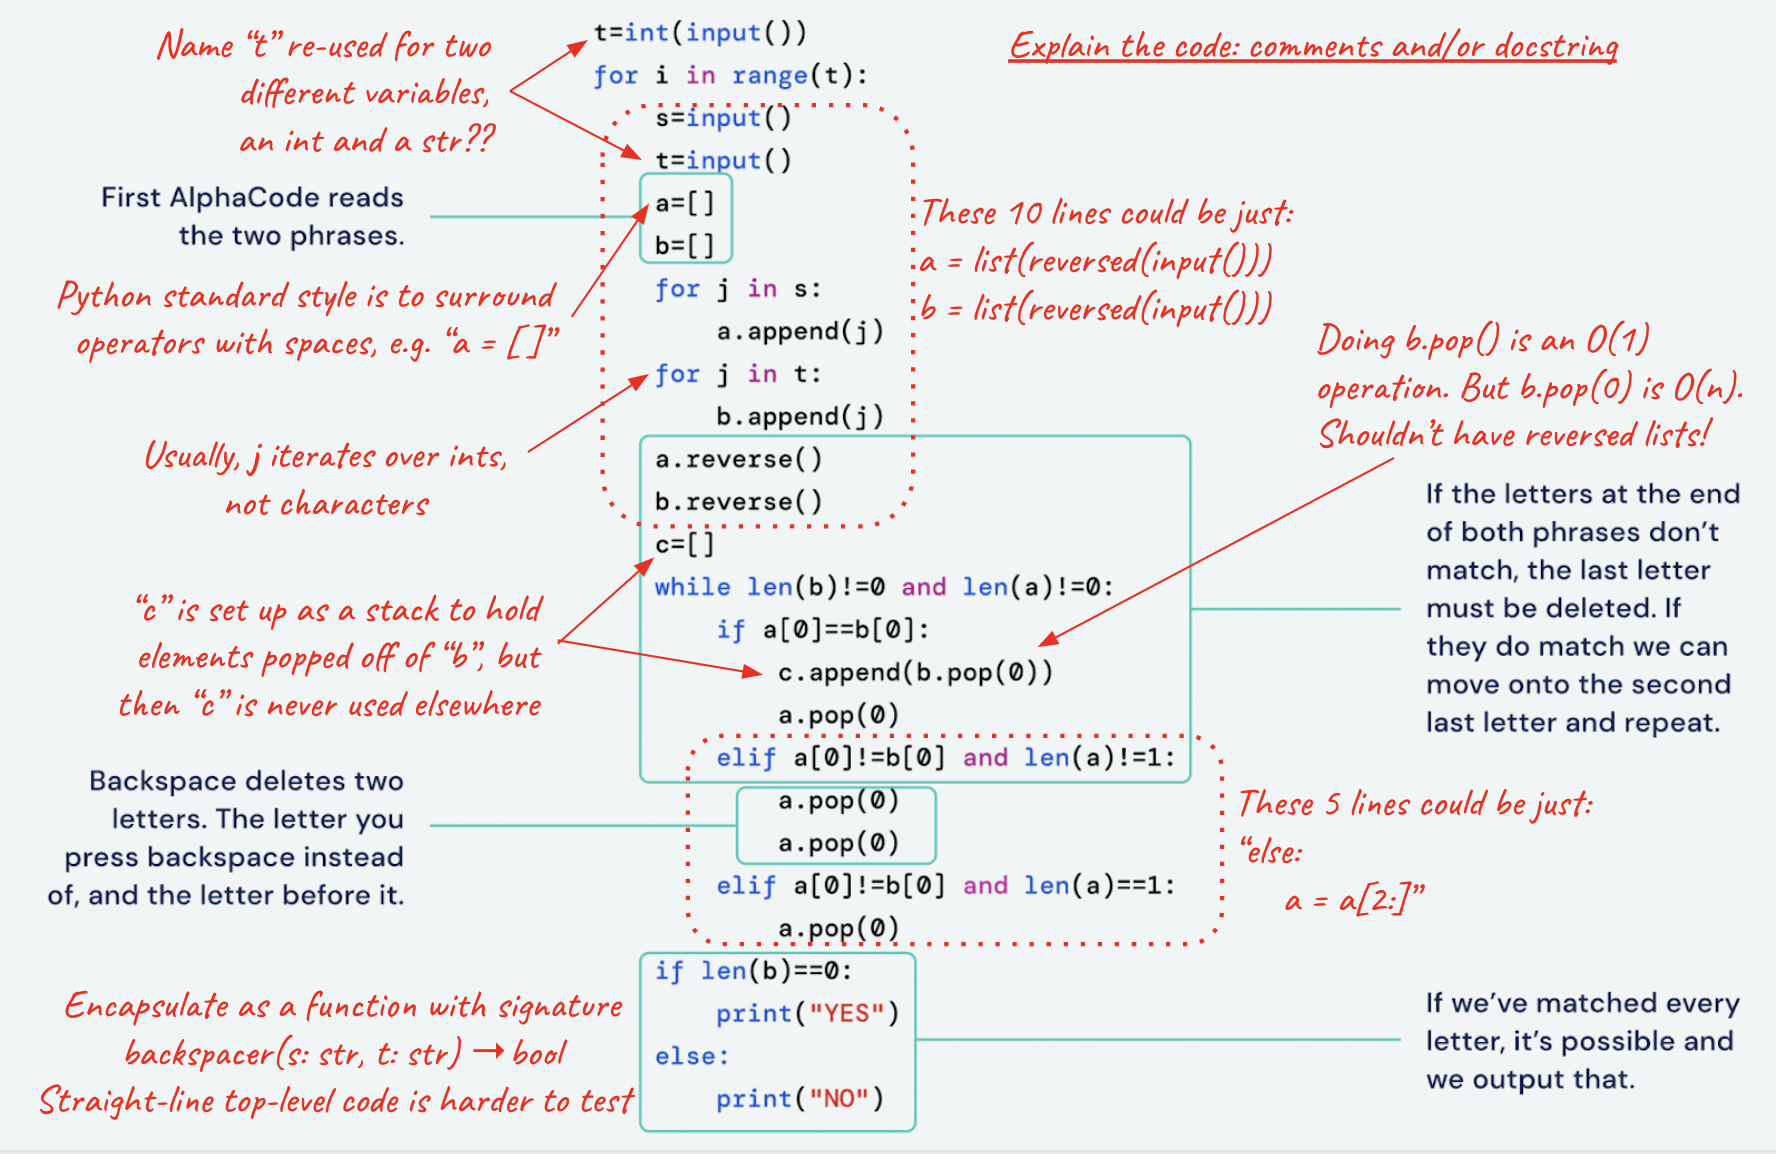 Explain the code: comments and/or docstring
t=int(input())
for i in range(t):
s=input()
t=input()
a=[]
b=[]
for j in s:
a.append(j)
for j in t:
b.append(j)
a.reverse()
b.reverse()
c=[]
while len(b)!=0 and len(a)!=0:
if a[0]==b[0]:
c.append(b.pop(0))
a.pop(0)
elif a[0]!=b[0] and len(a)!=1:
a.pop(0)
a.pop(0)
elif a[0]!=b[0] and len(a)==1:
a.pop(0)
if len(b)==0:
print("YES")
else:
print("NO")
Name “t” re-used for two
different variables,
an int and a str??
First AlphaCode reads
the two phrases.
Python standard style is to surround
operators with spaces, e.g. “a = []”
Usually, j iterates over ints,
not characters
“c” is set up as a stack to hold
elements popped off of “b”, but
then “c” is never used elsewhere
Backspace deletes two
letters. The letter you
press backspace instead
of, and the letter before it.
Encapsulate as a function with signature
backspacer(s: str, t: str) → bool
Straight-line top-level code is harder to test
These 10 lines could be just:
a = list(reversed(input()))
b = list(reversed(input()))
Doing b.pop() is an O(1)
operation. But b.pop(0) is O(n).
Shouldn’t have reversed lists!
If the letters at the end
of both phrases don’t
match, the last letter
must be deleted. If
they do match we can
move onto the second
last letter and repeat.
These 5 lines could be just:
“else:
a = a[2:]”
If we’ve matched every
letter, it’s possible and
we output that.